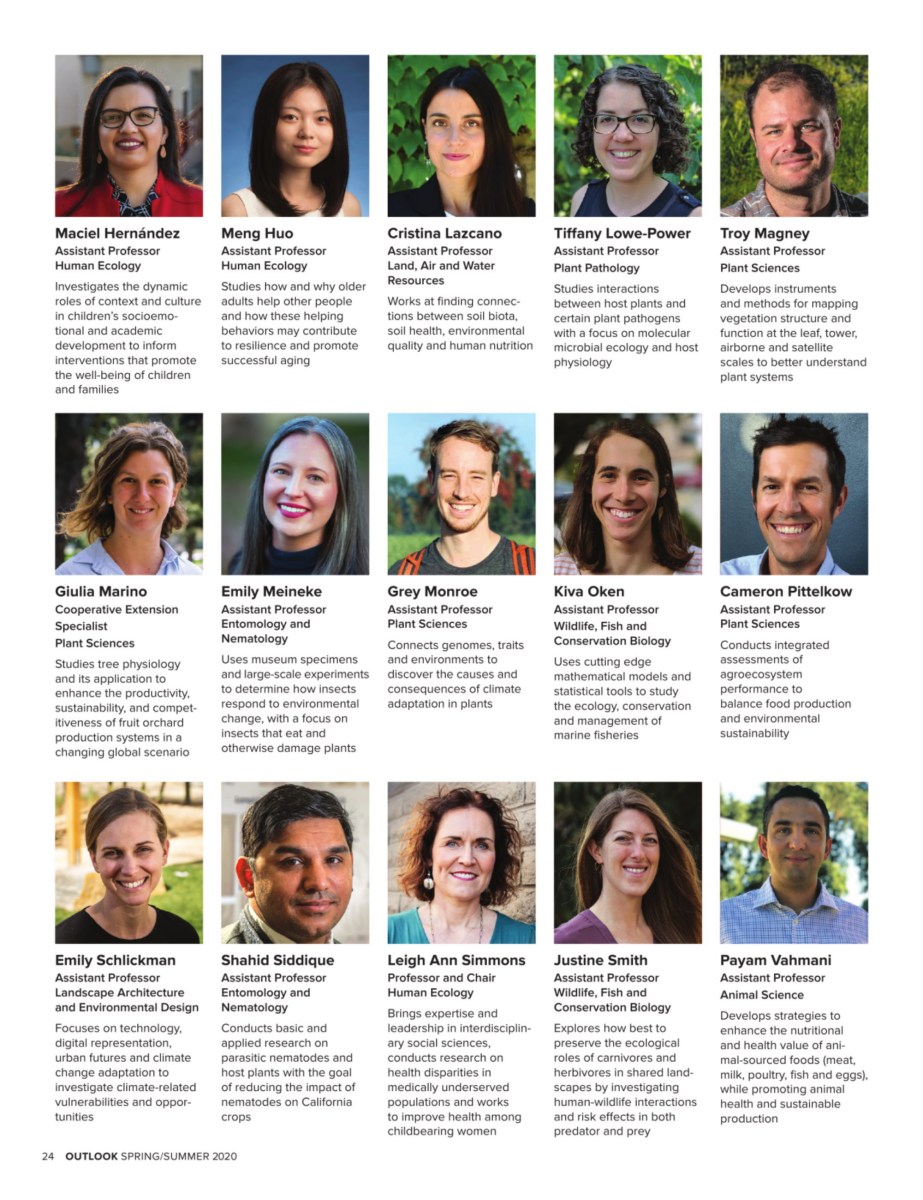 Maciel Hernández
Assistant Professor
Human Ecology
Investigates the dynamic
roles of context and culture
in children's socioemo-
tional and academic
development to inform
interventions that promote
the well-being of children
and families
Meng Huo
Assistant Professor
Human Ecology
Studies how and why older
adults help other people
and how these helping
behaviors may contribute
to resilience and promote
successful aging
Cristina Lazcano
Assistant Professor
Land, Air and Water
Resources
Works at finding connec-
tions between soil biota,
soil health, environmental
quality and human nutrition
Tiffany Lowe-Power
Assistant Professor
Plant Pathology
Studies interactions
between host plants and
certain plant pathogens
with a focus on molecular
microbial ecology and host
physiology
Troy Magney
Assistant Professor
Plant Sciences
Develops instruments
and methods for mapping
vegetation structure and
function at the leaf, tower,
airborne and satellite
scales to better understand
plant systems
Giulia Marino
Cooperative Extension
Specialist
Plant Sciences
Studies tree physiology
and its application to
enhance the productivity,
sustainability, and compet-
itiveness of fruit orchard
production systems in a
changing global scenario
Emily Meineke
Assistant Professor
Entomology and
Nematology
Uses museum specimens
and large-scale experiments
to determine how insects
respond to environmental
change, with a focus on
insects that eat and
otherwise damage plants
Grey Monroe
Assistant Professor
Plant Sciences
Connects genomes, traits
and environments to
discover the causes and
consequences of climate
adaptation in plants
Kiva Oken
Assistant Professor
Wildlife, Fish and
Conservation Biology
Uses cutting edge
mathematical models and
statistical tools to study
the ecology, conservation
and management of
marine fisheries
Cameron Pittelkow
Assistant Professor
Plant Sciences
Conducts integrated
assessments of
agroecosystem
performance to
balance food production
and environmental
sustainability
Emily Schlickman
Assistant Professor
Landscape Architecture
and Environmental Design
Focuses on technology,
digital representation,
urban futures and climate
change adaptation to
investigate climate-related
vulnerabilities and oppor-
tunities
Shahid Siddique
Assistant Professor
Entomology and
Nematology
Conducts basic and
applied research on
parasitic nematodes and
host plants with the goal
of reducing the impact of
nematodes on California
crops
Leigh Ann Simmons
Professor and Chair
Human Ecology
Brings expertise and
leadership in interdisciplin-
ary social sciences,
conducts research on
health disparities in
medically underserved
populations and works
to improve health among
childbearing women
Justine Smith
Assistant Professor
Wildlife, Fish and
Conservation Biology
Explores how best to
preserve the ecological
roles of carnivores and
herbivores in shared land-
scapes by investigating
human-wildlife interactions
and risk effects in both
predator and prey
Payam Vahmani
Assistant Professor
Animal Science
Develops strategies to
enhance the nutritional
and health value of ani-
mal-sourced foods (meat,
milk, poultry, fish and eggs),
while promoting animal
health and sustainable
production
24 OUTLOOK SPRING/SUMMER 2020